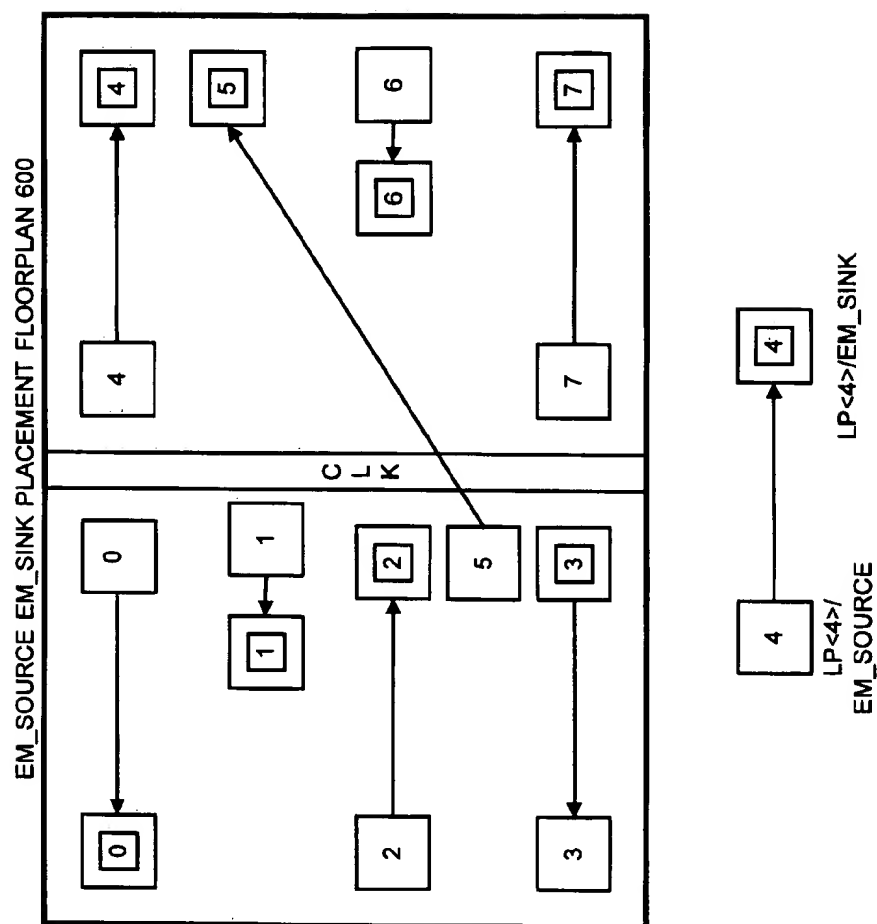 EM_SOURCE EM_SINK PLACEMENT FLOORPLAN 600
0
0
4
4
5
1
1
C
L
K
2
2
6
6
5
3
3
7
7
4
4
LP<4>/
EM_SOURCE
LP<4>/EM_SINK